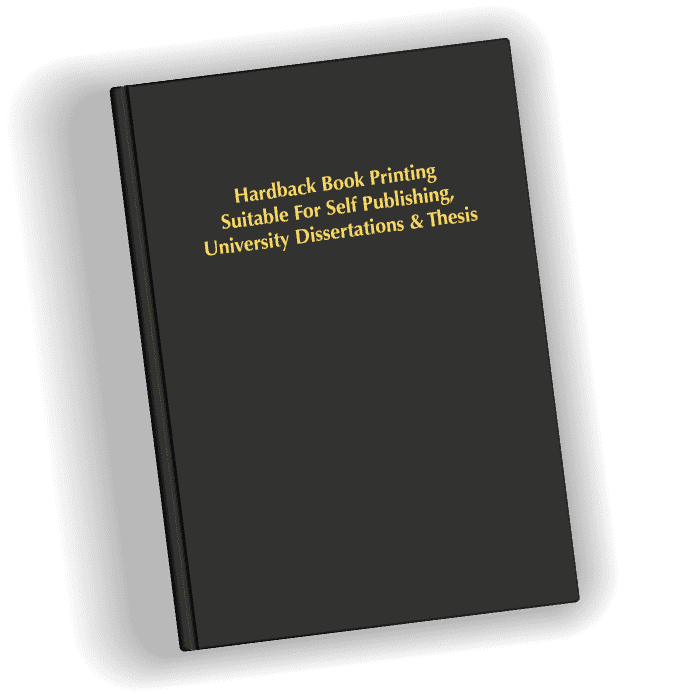 Hardback Book Printing
Suitable For Self Publishing,
University Dissertations & Thesis